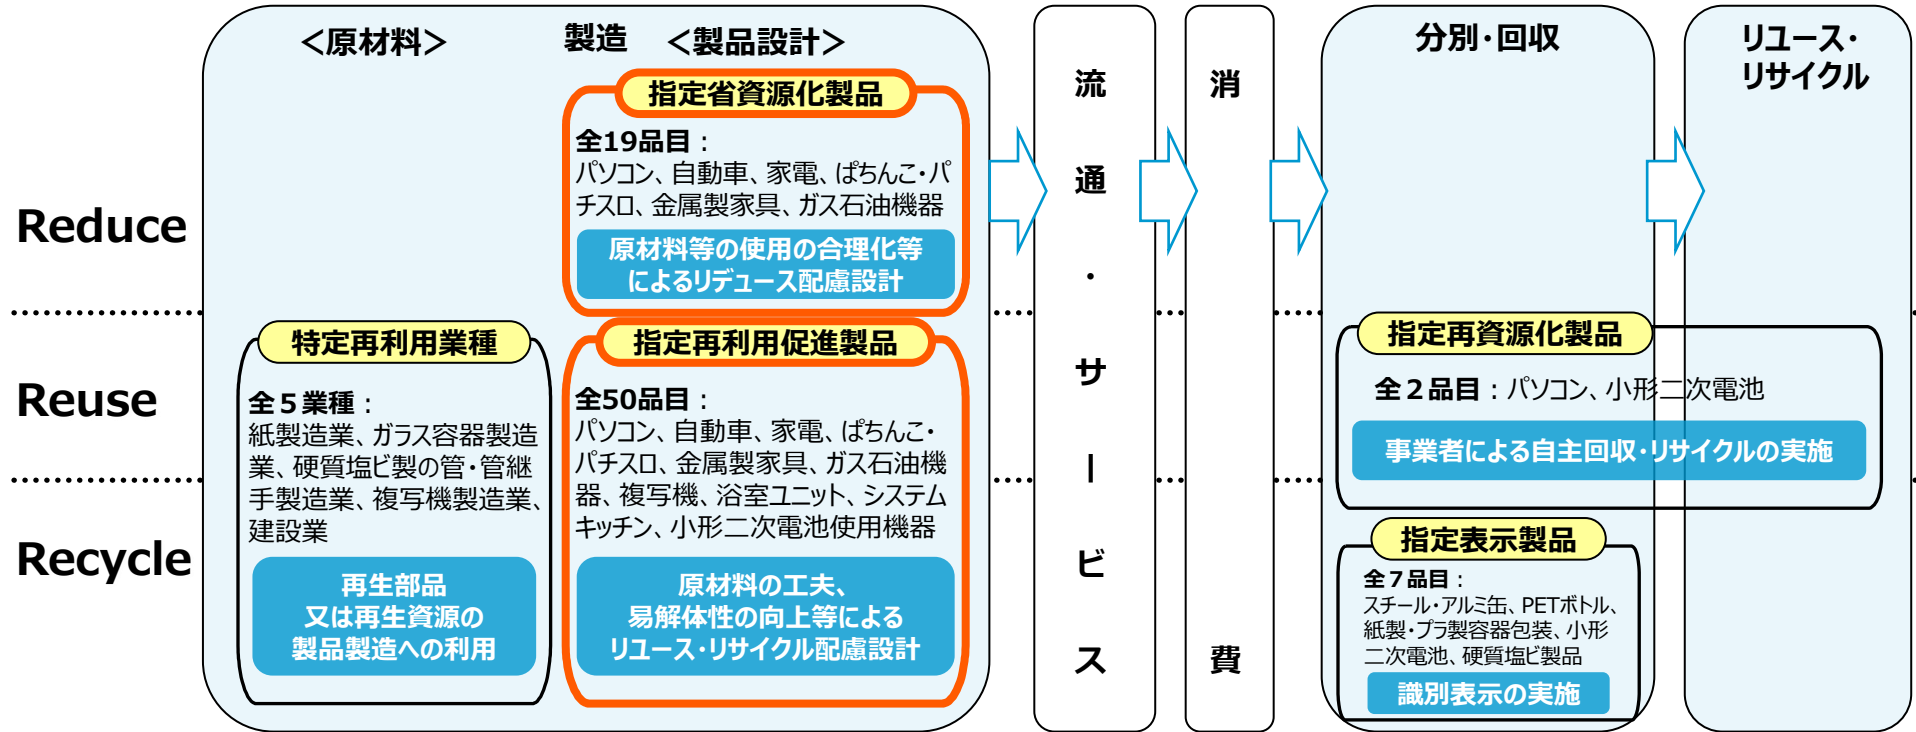 <原材料>
製造
<製品設計>
流通・サービス
消費
分別・回収
リユース・
リサイクル
Reduce
Reuse
Recycle
指定省資源化製品
全19品目：
パソコン、自動車、家電、ぱちんこ・パ
チスロ、金属製家具、ガス石油機器
原材料等の使用の合理化等
によるリデュース配慮設計
特定再利用業種
全５業種：
紙製造業、ガラス容器製造
業、硬質塩ビ製の管・管継
手製造業、複写機製造業、
建設業
再生部品
又は再生資源の
製品製造への利用
指定再利用促進製品
全50品目：
パソコン、自動車、家電、ぱちんこ・
パチスロ、金属製家具、ガス石油機
器、複写機、浴室ユニット、システム
キッチン、小形二次電池使用機器
原材料の工夫、
易解体性の向上等による
リユース・リサイクル配慮設計
指定再資源化製品
全２品目：パソコン、小形二次電池
事業者による自主回収・リサイクルの実施
指定表示製品
全７品目：
スチール・アルミ缶、PETボトル、
紙製・プラ製容器包装、小形
二次電池、硬質塩ビ製品
識別表示の実施